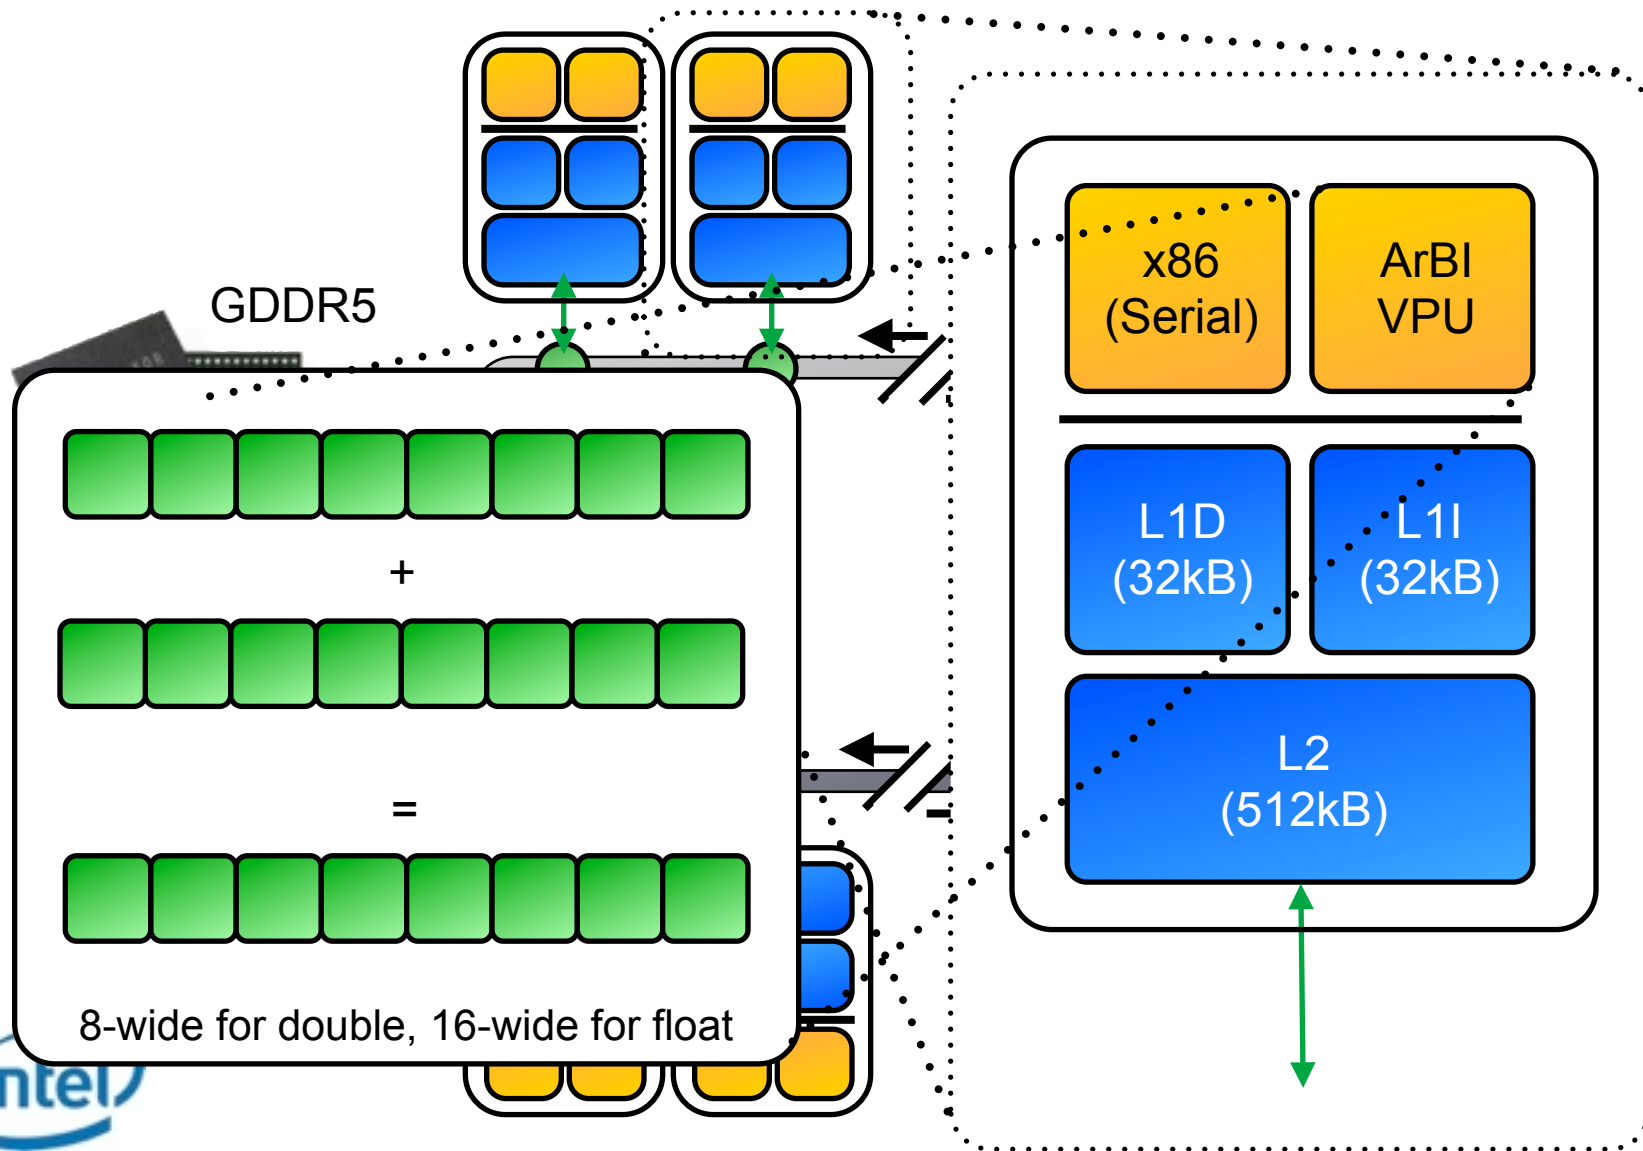 GDDR5
+
=
8-wide for double, 16-wide for float
x86
(Serial)
ArBI
VPU
L1D
(32kB)
L1I
(32kB)
L2
(512kB)
ntel